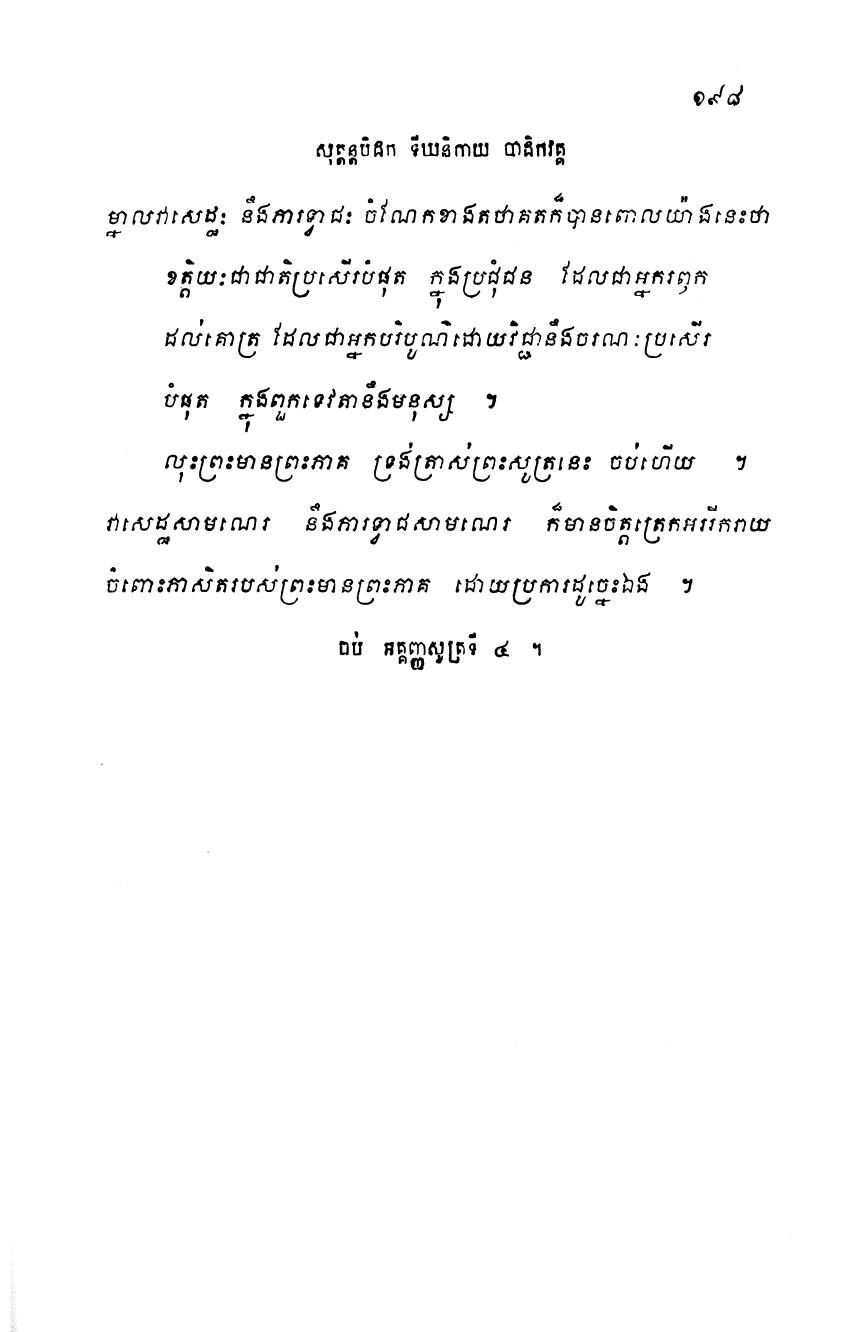 ១៩៨
សុត្តន្តបិដក ទីឃនិកាយ បាដិកវគ្គ
ម្នាលវាសេដ្ឋៈ នឹងភារទ្វាជៈ ចំណែកខាងតថាគតក៏បានពោលយ៉ាងនេះថា
ខត្តិយៈជាជាតិប្រសើរបំផុត ក្នុងប្រជុំជន ដែលជាអ្នករឭក
ដល់គោត្រ ដែលជាអ្នកបរិបូណ៌ដោយវិជ្ជានឹងចរណៈប្រសើរ
បំផុត ក្នុងពួកទេវតានឹងមនុស្ស ។
លុះព្រះមានព្រះភាគ ទ្រង់ត្រាស់ព្រះសូត្រនេះ ចប់ហើយ ។
វាសេដ្ឋសាមណេរ នឹងភារទ្វាជសាមណេរ ក៏មានចិត្តត្រេកអររីករាយ
ចំពោះភាសិតរបស់ព្រះមានព្រះភាគ ដោយប្រការដូច្នេះឯង ។
ចប់ អគ្គញ្ញសូត្រទី ៤ ។